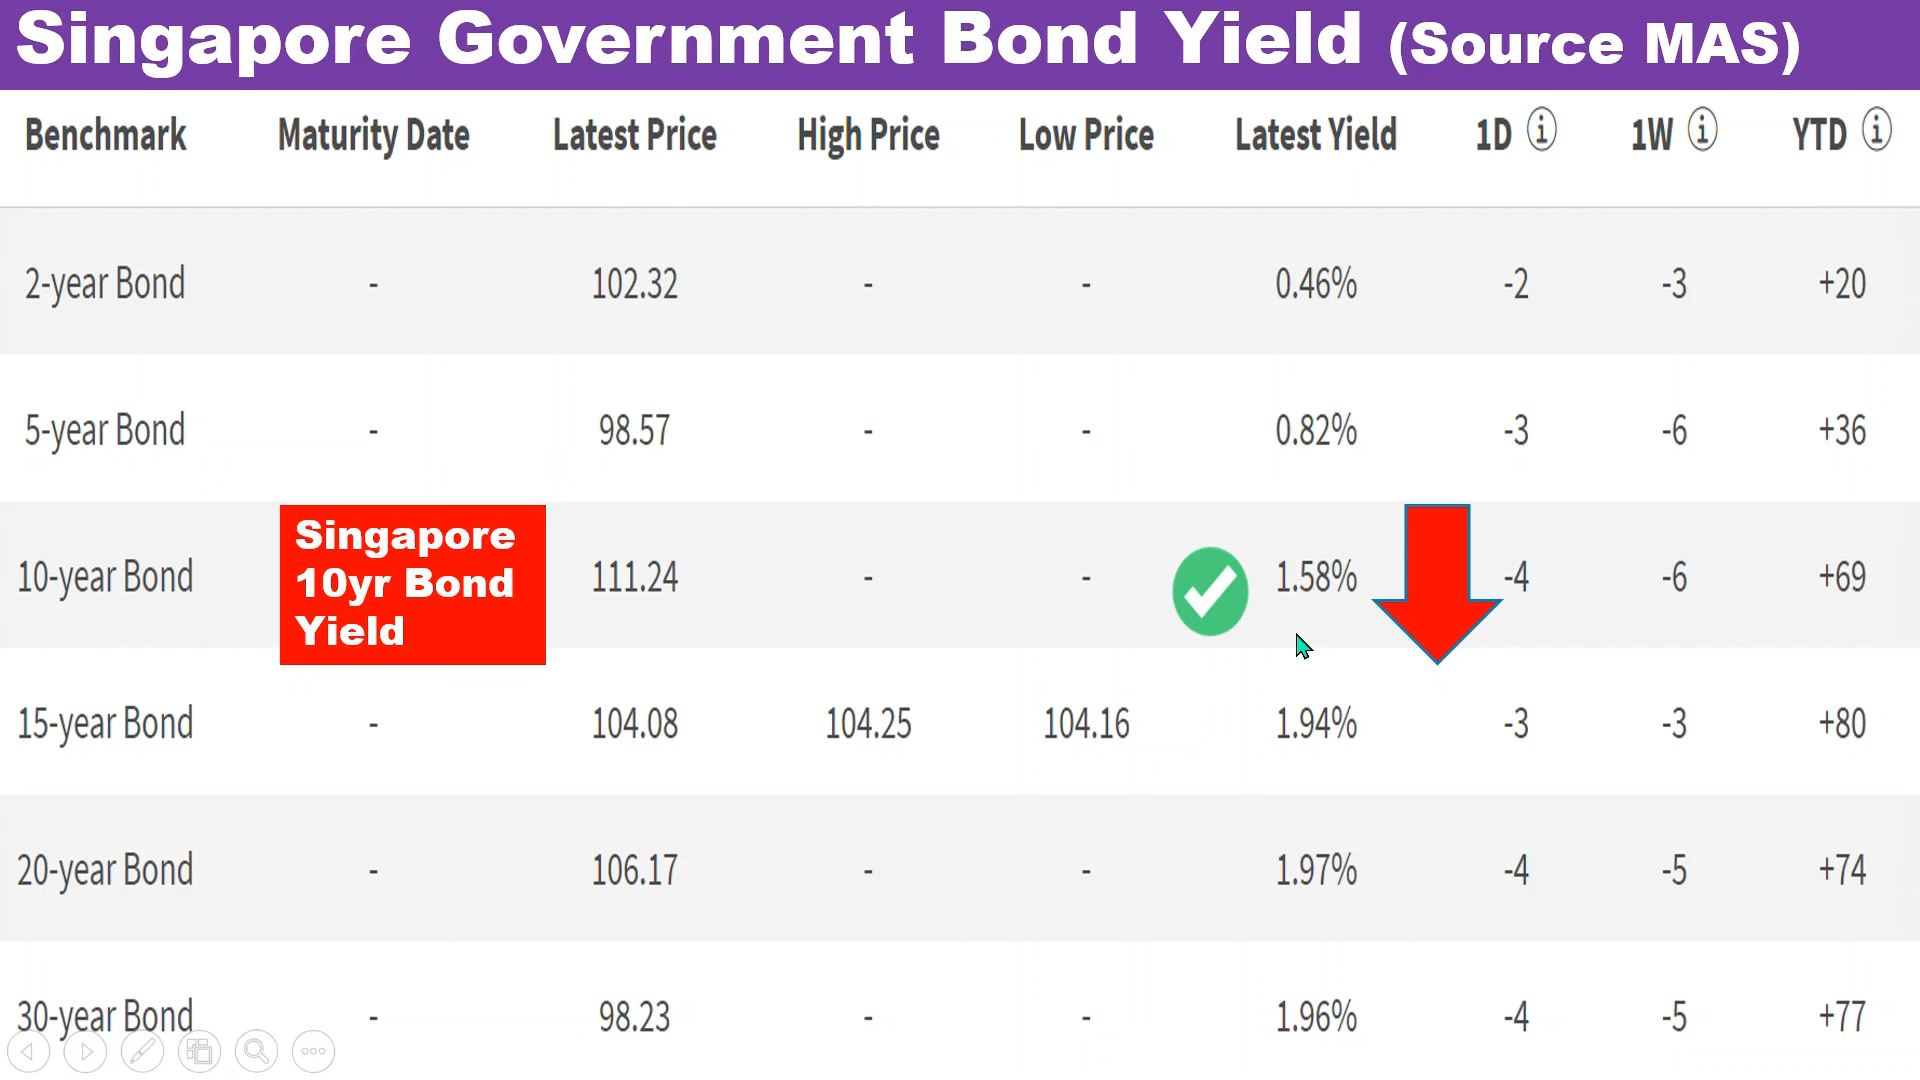 Singapore Government Bond Yield (Source MAS)
Benchmark Maturity Date Latest Price High Price Low Price Latest Yield 1D 1W YTD
2-year Bond - 102.32 - - 0.46% -2 -3 +20
5-year Bond - 98.57 - - 0.82% -3 -6 +36
10-year Bond 111.24 - - 1.58% -4 -6 +69
Singapore
10yr Bond
Yield
15-year Bond - 104.08 104.25 104.16 1.94% -3 -3 +80
20-year Bond - 106.17 - - 1.97% -4 -5 +74
30-year Bond - 98.23 - - 1.96% -4 -5 +77